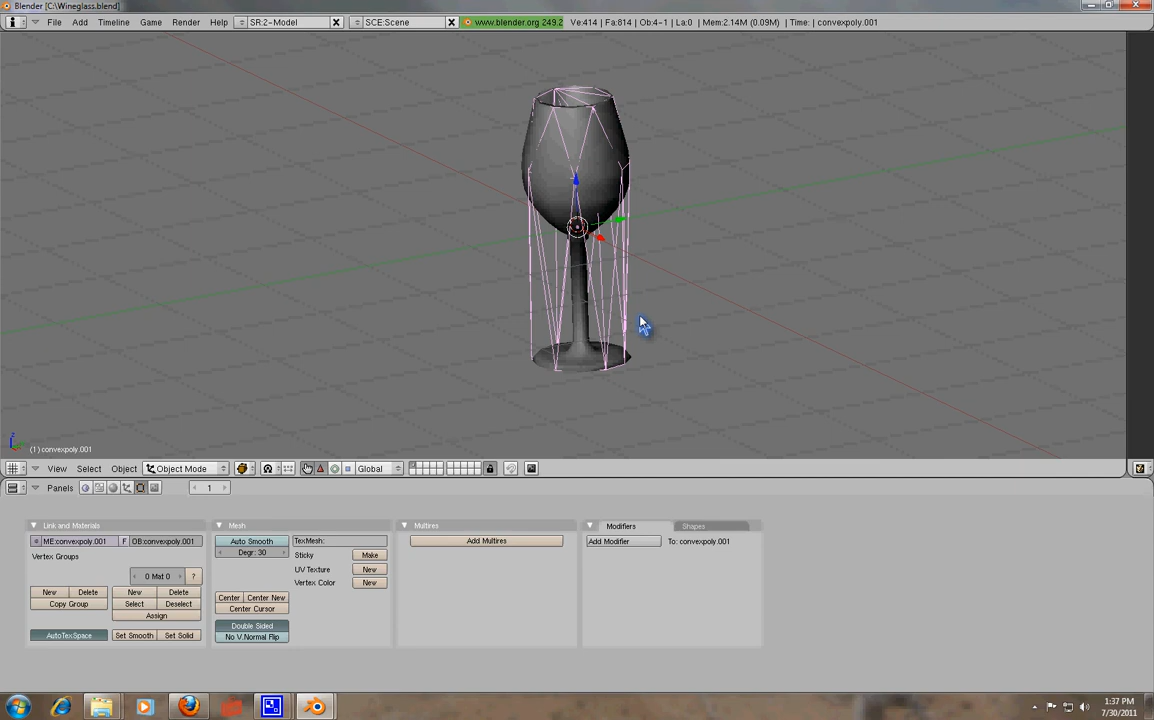 Blender [C:\Wineglass.blend]
File Add Timeline Game Render Help SR:2-Model SCE:Scene www.blender.org 249.2 Ve:414 | Fa:814 | Ob:4-1 | La:0 | Mem:2.14M (0.09M) | Time: | convexpoly.001
(1) convexpoly.001
View Select Object Object Mode Global
Panels 1
Link and Materials Mesh Multires Modifiers Shapes
ME:convexpoly.001 F OB:convexpoly.001 Auto Smooth TexMesh: Add Multires Add Modifier To: convexpoly.001
Vertex Groups Degr: 30 Sticky Make
UV Texture New
0 Mat 0 ? Vertex Color New
New Delete New Delete Center Center New
Copy Group Select Deselect Center Cursor
Assign
Double Sided
AutoTexSpace Set Smooth Set Solid No V.Normal Flip
1:37 PM
7/30/2011